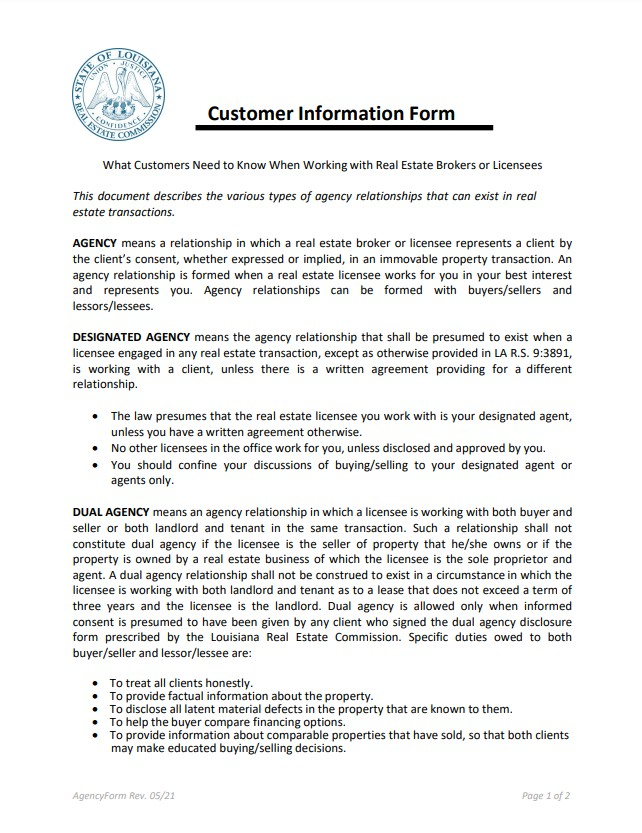 STATE OF LOUISIANA
UNION JUSTICE
CONFIDENCE
REAL ESTATE COMMISSION
Customer Information Form
What Customers Need to Know When Working with Real Estate Brokers or Licensees
This document describes the various types of agency relationships that can exist in real
estate transactions.
AGENCY means a relationship in which a real estate broker or licensee represents a client by
the client’s consent, whether expressed or implied, in an immovable property transaction. An
agency relationship is formed when a real estate licensee works for you in your best interest
and represents you. Agency relationships can be formed with buyers/sellers and
lessors/lessees.
DESIGNATED AGENCY means the agency relationship that shall be presumed to exist when a
licensee engaged in any real estate transaction, except as otherwise provided in LA R.S. 9:3891,
is working with a client, unless there is a written agreement providing for a different
relationship.
• The law presumes that the real estate licensee you work with is your designated agent,
unless you have a written agreement otherwise.
• No other licensees in the office work for you, unless disclosed and approved by you.
• You should confine your discussions of buying/selling to your designated agent or
agents only.
DUAL AGENCY means an agency relationship in which a licensee is working with both buyer and
seller or both landlord and tenant in the same transaction. Such a relationship shall not
constitute dual agency if the licensee is the seller of property that he/she owns or if the
property is owned by a real estate business of which the licensee is the sole proprietor and
agent. A dual agency relationship shall not be construed to exist in a circumstance in which the
licensee is working with both landlord and tenant as to a lease that does not exceed a term of
three years and the licensee is the landlord. Dual agency is allowed only when informed
consent is presumed to have been given by any client who signed the dual agency disclosure
form prescribed by the Louisiana Real Estate Commission. Specific duties owed to both
buyer/seller and lessor/lessee are:
• To treat all clients honestly.
• To provide factual information about the property.
• To disclose all latent material defects in the property that are known to them.
• To help the buyer compare financing options.
• To provide information about comparable properties that have sold, so that both clients
may make educated buying/selling decisions.
AgencyForm Rev. 05/21
Page 1 of 2